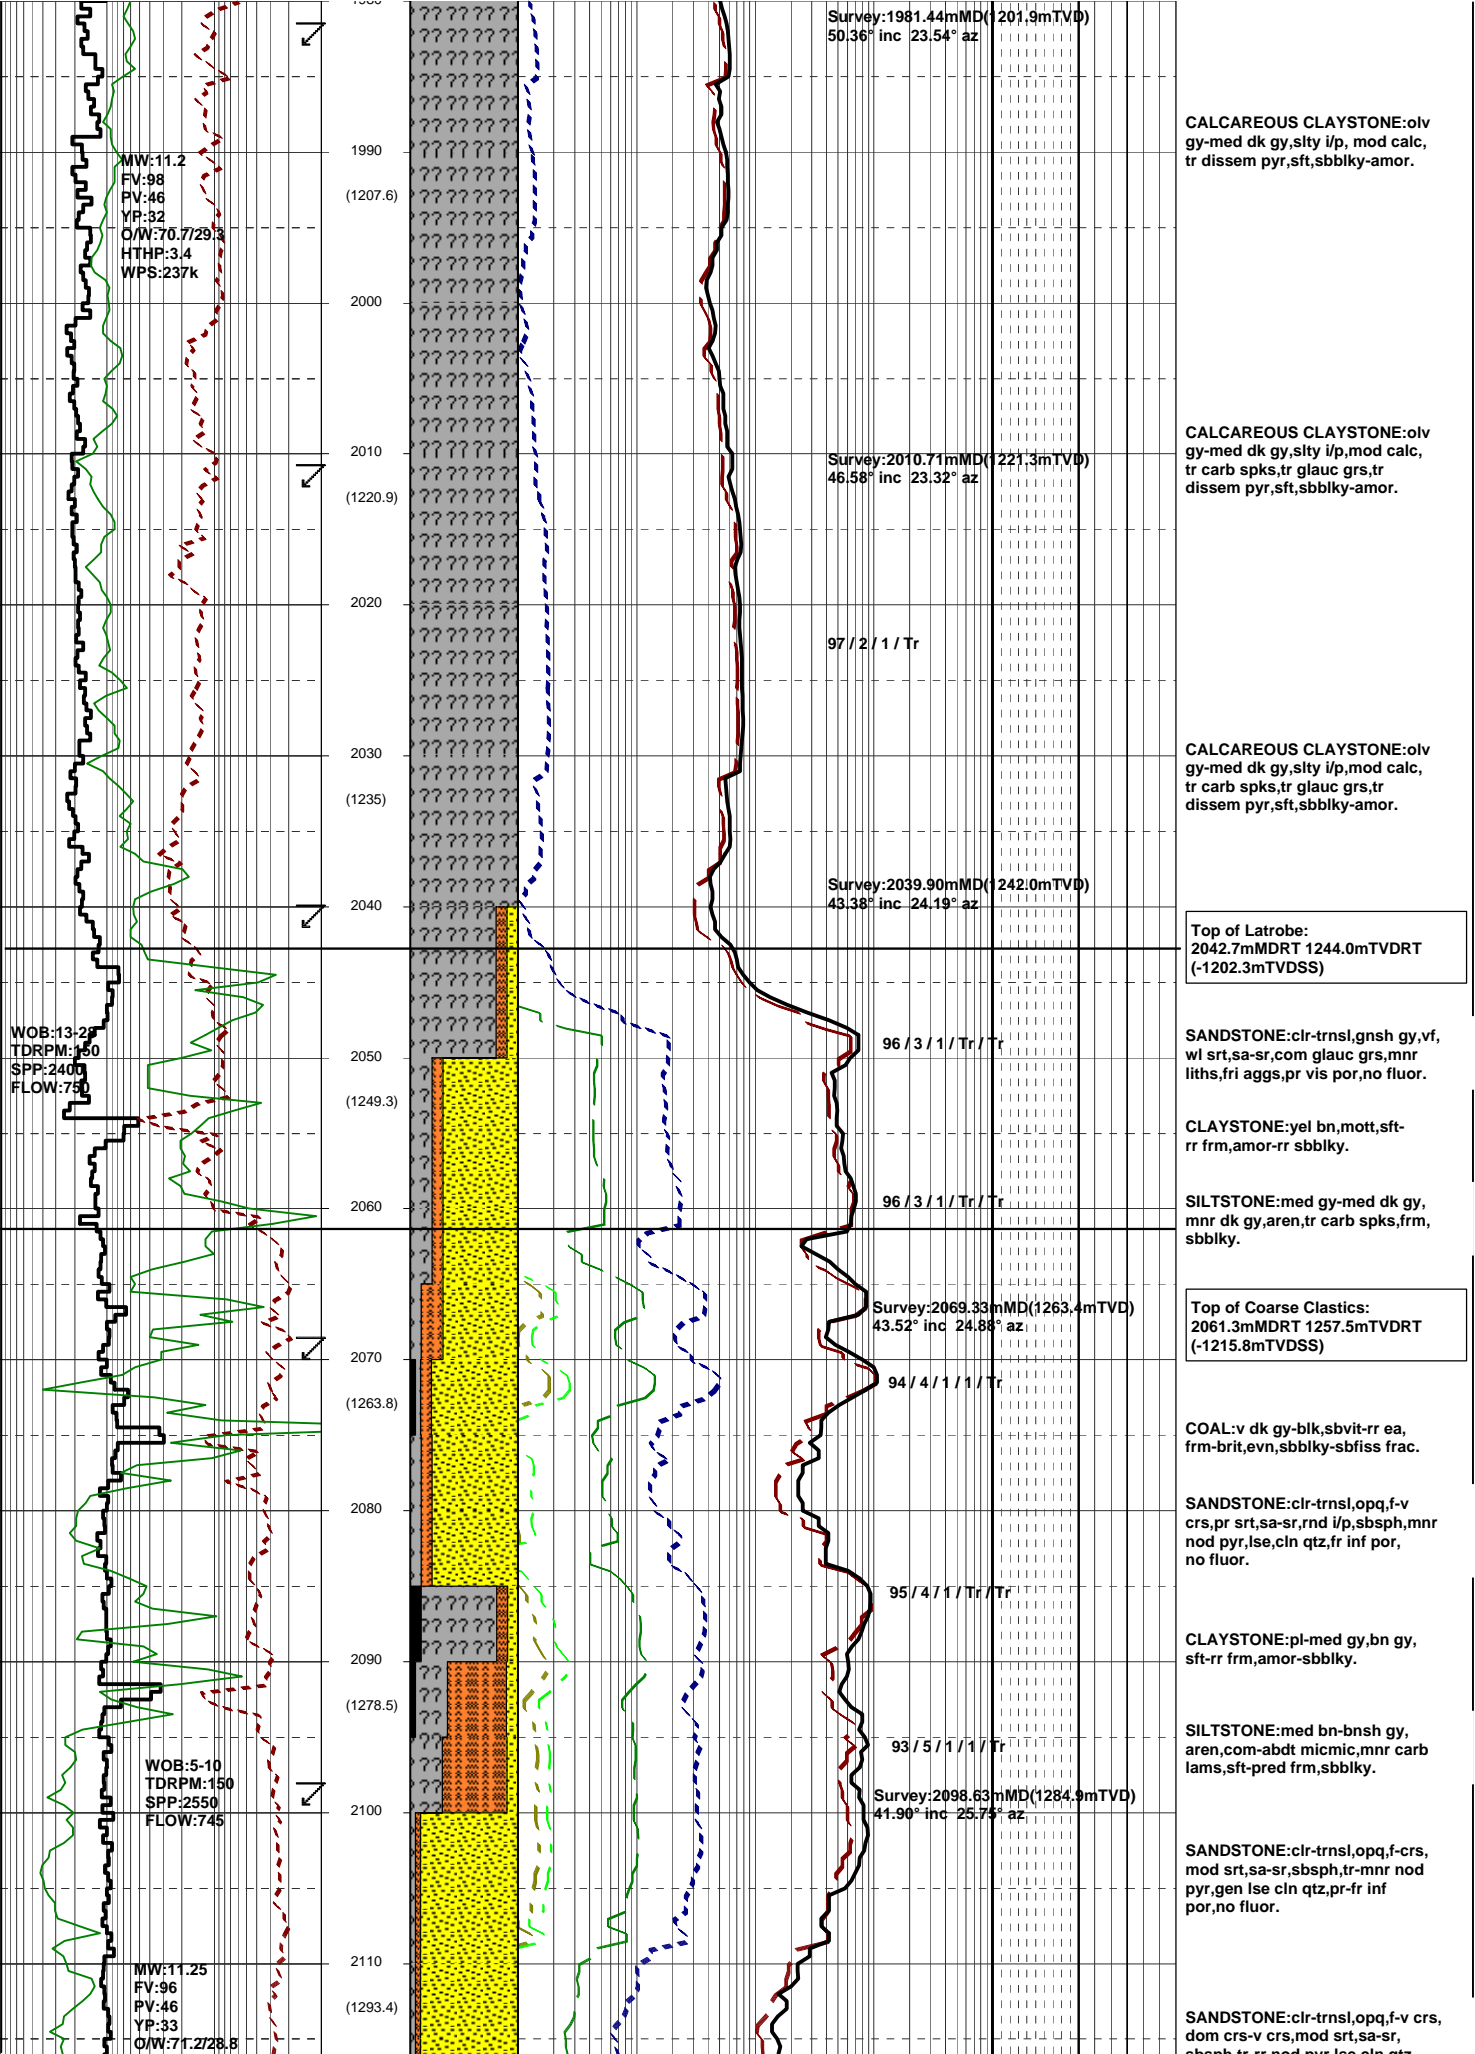 Survey:1981.44mMD(1201.9mTVD)
50.36° inc 23.54° az
CALCAREOUS CLAYSTONE:olv
gy-med dk gy,slty i/p, mod calc,
tr dissem pyr,sft,sbblky-amor.
1990
MW:11.2
FV:98
PV:46
YP:32
O/W:70.7/29.3
HTHP:3.4
WPS:237k
(1207.6)
2000
CALCAREOUS CLAYSTONE:olv
gy-med dk gy,slty i/p,mod calc,
tr carb spks,tr glauc grs,tr
dissem pyr,sft,sbblky-amor.
2010
Survey:2010.71mMD(1221.3mTVD)
46.58° inc 23.32° az
(1220.9)
2020
97 / 2 / 1 / Tr
2030
CALCAREOUS CLAYSTONE:olv
gy-med dk gy,slty i/p,mod calc,
tr carb spks,tr glauc grs,tr
dissem pyr,sft,sbblky-amor.
(1235)
Survey:2039.90mMD(1242.0mTVD)
43.38° inc 24.19° az
2040
Top of Latrobe:
2042.7mMDRT 1244.0mTVDRT
(-1202.3mTVDSS)
WOB:13-28
TDRPM:150
SPP:2400
FLOW:750
96 / 3 / 1 / Tr / Tr
SANDSTONE:clr-trnsl,gnsh gy,vf,
wl srt,sa-sr,com glauc grs,mnr
liths,fri aggs,pr vis por,no fluor.
2050
(1249.3)
CLAYSTONE:yel bn,mott,sft-
rr frm,amor-rr sbblky.
96 / 3 / 1 / Tr / Tr
2060
SILTSTONE:med gy-med dk gy,
mnr dk gy,aren,tr carb spks,frm,
sbblky.
Survey:2069.33mMD(1263.4mTVD)
43.52° inc 24.88° az
Top of Coarse Clastics:
2061.3mMDRT 1257.5mTVDRT
(-1215.8mTVDSS)
2070
94 / 4 / 1 / 1 / Tr
(1263.8)
COAL:v dk gy-blk,sbvit-rr ea,
frm-brit,evn,sbblky-sbfiss frac.
2080
SANDSTONE:clr-trnsl,opq,f-v
crs,pr srt,sa-sr,rnd i/p,sbsph,mnr
nod pyr,lse,cln qtz,fr inf por,
no fluor.
95 / 4 / 1 / Tr / Tr
2090
CLAYSTONE:pl-med gy,bn gy,
sft-rr frm,amor-sbblky.
(1278.5)
93 / 5 / 1 / 1 / Tr
SILTSTONE:med bn-bnsh gy,
aren,com-abdt micmic,mnr carb
lams,sft-pred frm,sbblky.
WOB:5-10
TDRPM:150
SPP:2550
FLOW:745
Survey:2098.63mMD(1284.9mTVD)
41.90° inc 25.75° az
2100
SANDSTONE:clr-trnsl,opq,f-crs,
mod srt,sa-sr,sbsph,tr-mnr nod
pyr,gen lse cln qtz,pr-fr inf
por,no fluor.
2110
MW:11.25
FV:96
PV:46
YP:33
O/W:71.2/28.8
(1293.4)
SANDSTONE:clr-trnsl,opq,f-v crs,
dom crs-v crs,mod srt,sa-sr,
sbsph,tr-rr nod pyr,lse cln qtz